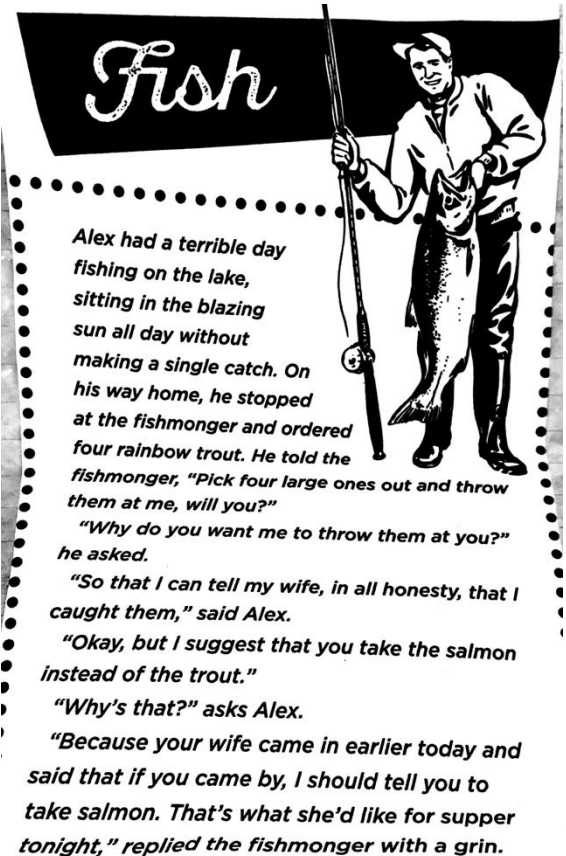 Fish
Alex had a terrible day
fishing on the lake,
sitting in the blazing
sun all day without
making a single catch. On
his way home, he stopped
at the fishmonger and ordered
four rainbow trout. He told the
fishmonger, “Pick four large ones out and throw
them at me, will you?”
“Why do you want me to throw them at you?”
he asked.
“So that I can tell my wife, in all honesty, that I
caught them,” said Alex.
“Okay, but I suggest that you take the salmon
instead of the trout.”
“Why’s that?” asks Alex.
“Because your wife came in earlier today and
said that if you came by, I should tell you to
take salmon. That’s what she’d like for supper
tonight,” replied the fishmonger with a grin.